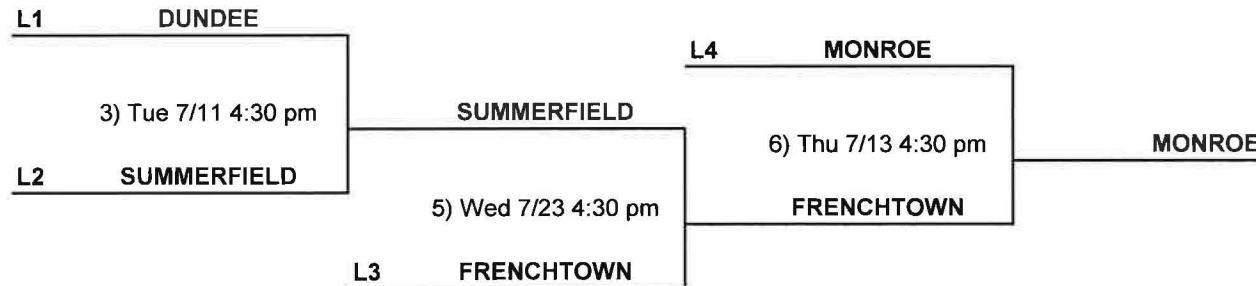 L1 DUNDEE
L4 MONROE
3) Tue 7/11 4:30 pm
SUMMERFIELD
6) Thu 7/13 4:30 pm
MONROE
L2 SUMMERFIELD
5) Wed 7/23 4:30 pm
FRENCHTOWN
L3 FRENCHTOWN